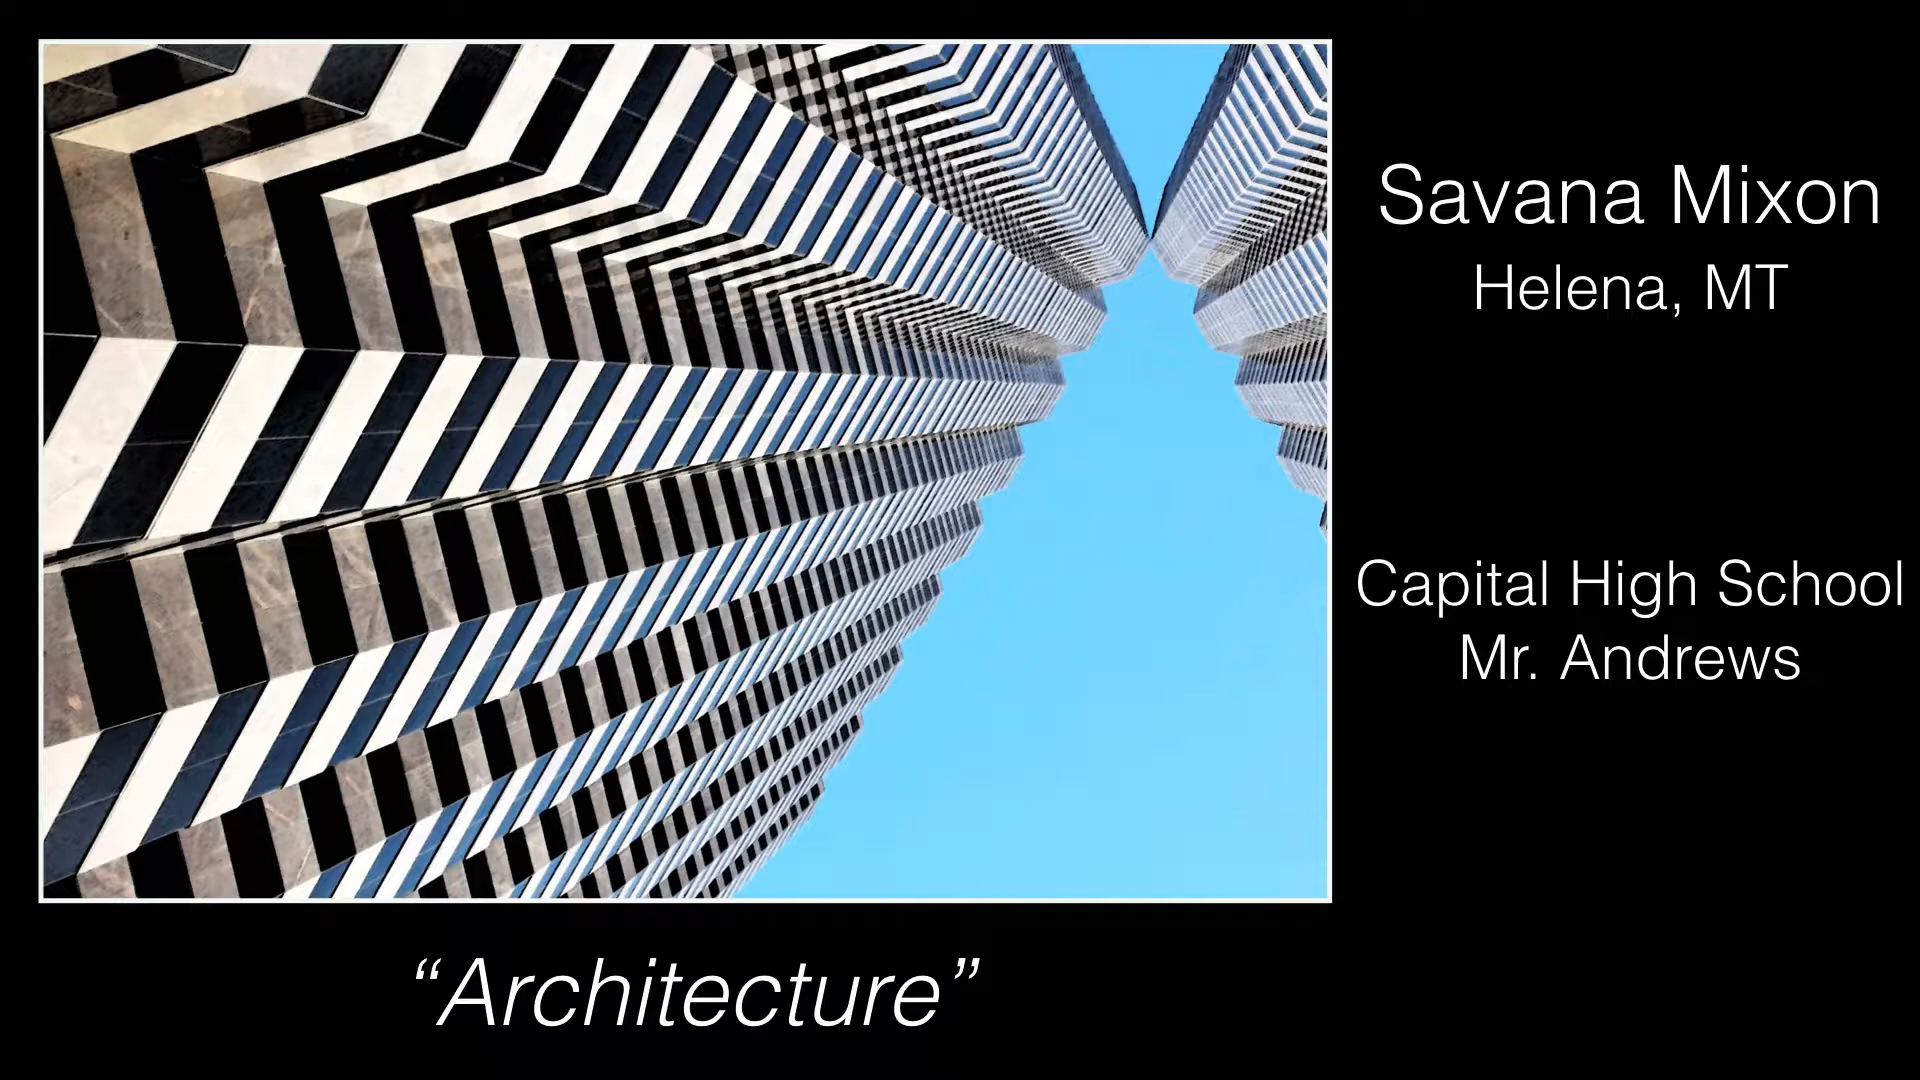 Savana Mixon
Helena, MT
Capital High School
Mr. Andrews
“Architecture”